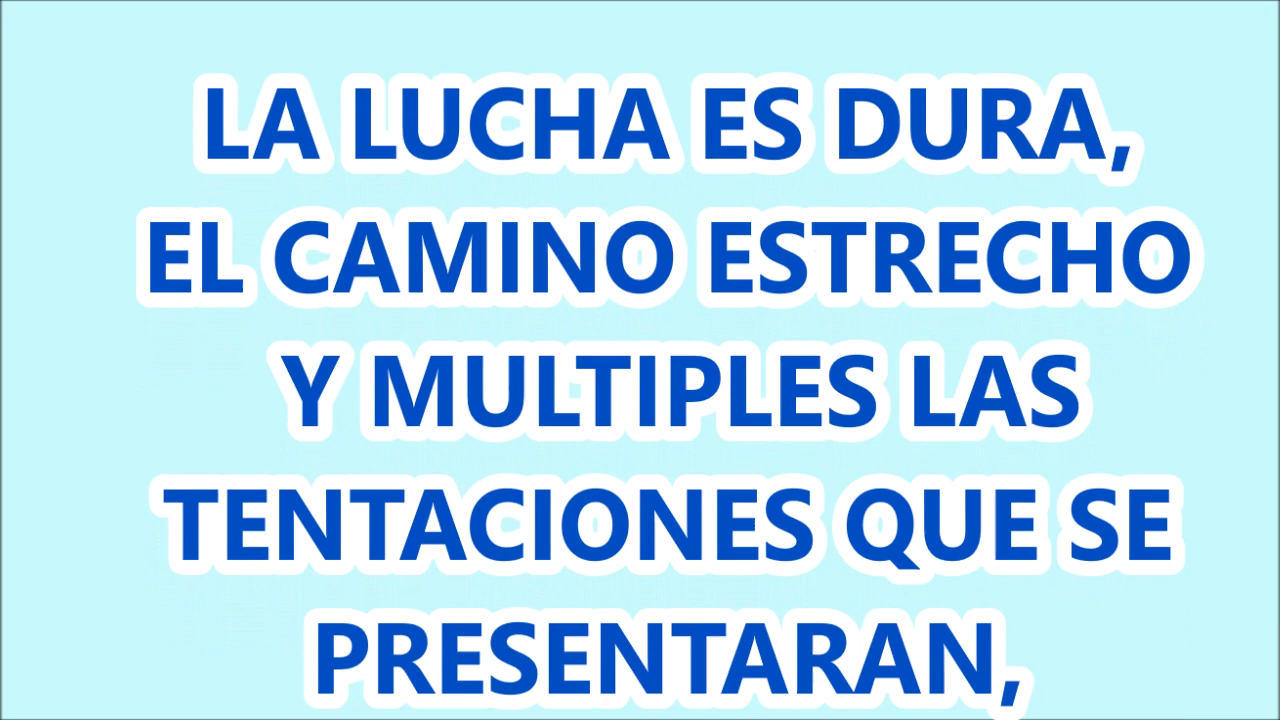 LA LUCHA ES DURA,
EL CAMINO ESTRECHO
Y MULTIPLES LAS
TENTACIONES QUE SE
PRESENTARAN,